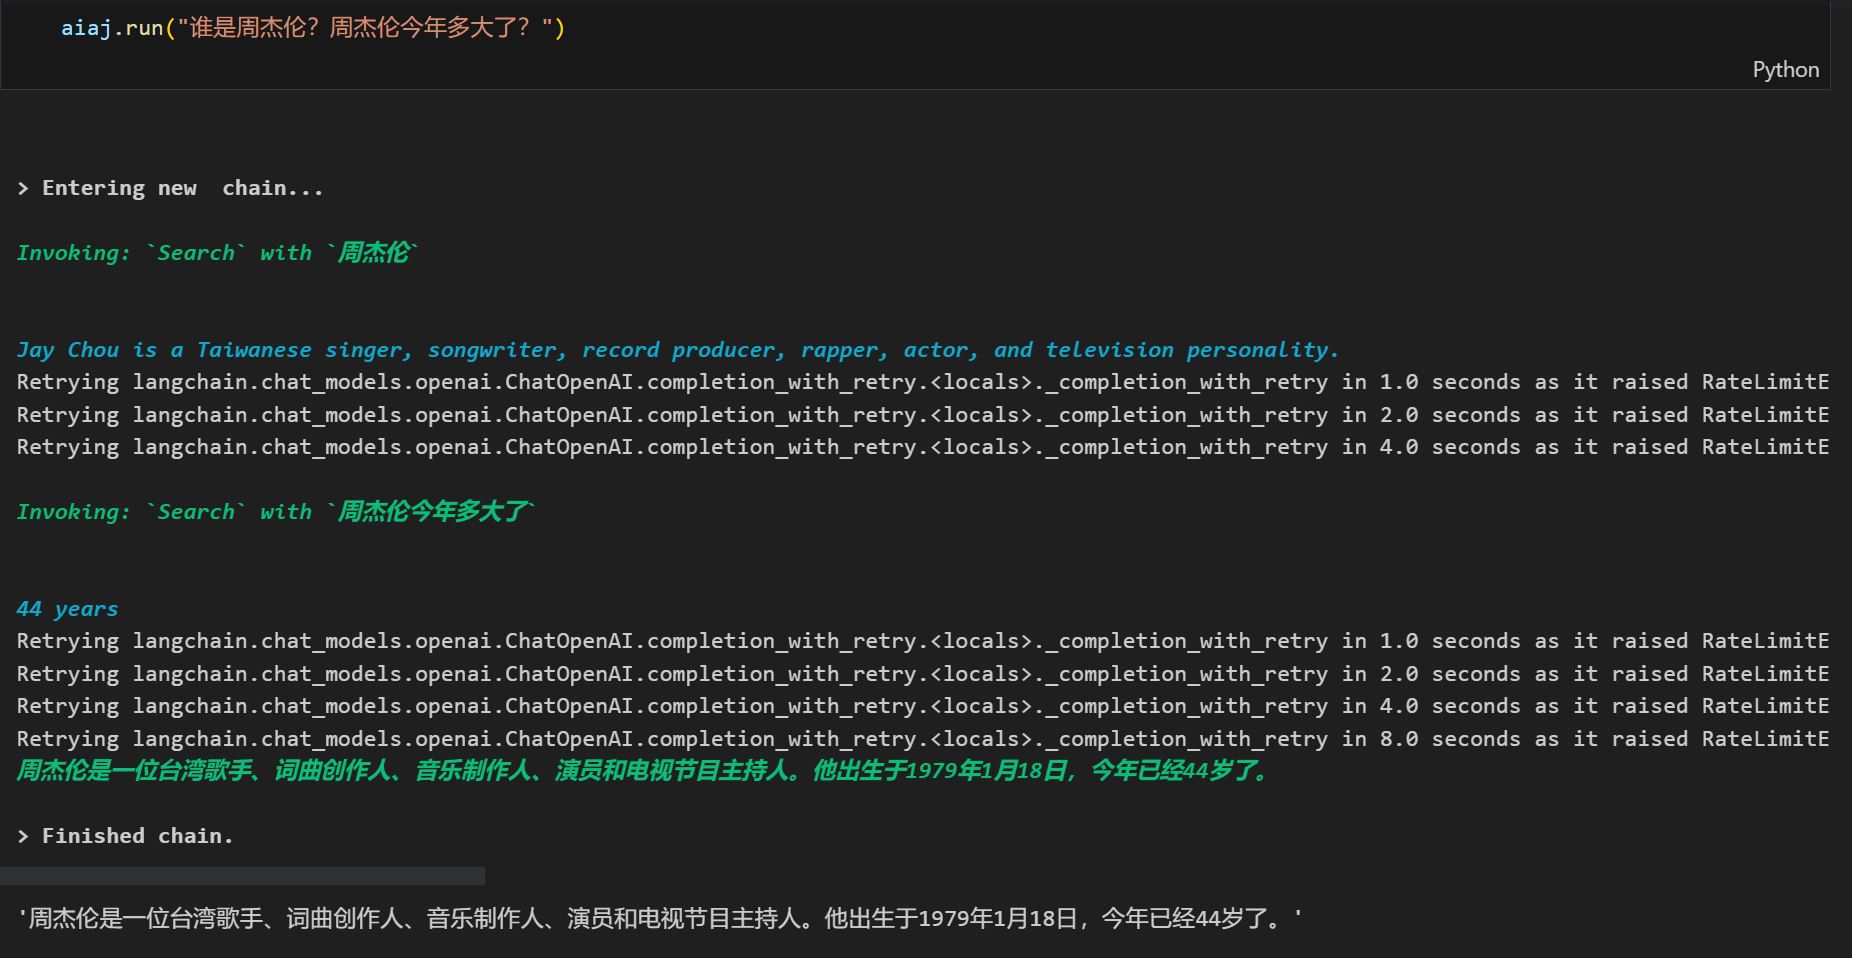 aiaj.run("谁是周杰伦？周杰伦今年多大了？")
Python
> Entering new  chain...
Invoking: `Search` with `周杰伦`
Jay Chou is a Taiwanese singer, songwriter, record producer, rapper, actor, and television personality.
Retrying langchain.chat_models.openai.ChatOpenAI.completion_with_retry.<locals>._completion_with_retry in 1.0 seconds as it raised RateLimitE
Retrying langchain.chat_models.openai.ChatOpenAI.completion_with_retry.<locals>._completion_with_retry in 2.0 seconds as it raised RateLimitE
Retrying langchain.chat_models.openai.ChatOpenAI.completion_with_retry.<locals>._completion_with_retry in 4.0 seconds as it raised RateLimitE
Invoking: `Search` with `周杰伦今年多大了`
44 years
Retrying langchain.chat_models.openai.ChatOpenAI.completion_with_retry.<locals>._completion_with_retry in 1.0 seconds as it raised RateLimitE
Retrying langchain.chat_models.openai.ChatOpenAI.completion_with_retry.<locals>._completion_with_retry in 2.0 seconds as it raised RateLimitE
Retrying langchain.chat_models.openai.ChatOpenAI.completion_with_retry.<locals>._completion_with_retry in 4.0 seconds as it raised RateLimitE
Retrying langchain.chat_models.openai.ChatOpenAI.completion_with_retry.<locals>._completion_with_retry in 8.0 seconds as it raised RateLimitE
周杰伦是一位台湾歌手、词曲创作人、音乐制作人、演员和电视节目主持人。他出生于1979年1月18日，今年已经44岁了。
> Finished chain.
'周杰伦是一位台湾歌手、词曲创作人、音乐制作人、演员和电视节目主持人。他出生于1979年1月18日，今年已经44岁了。'